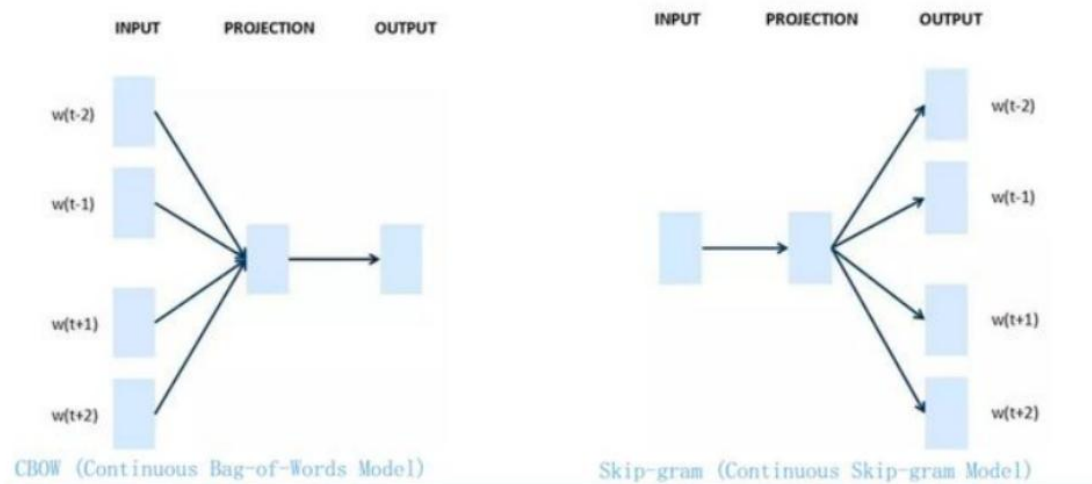 INPUT PROJECTION OUTPUT
w(t-2)
w(t-1)
w(t+1)
w(t+2)
CBOW (Continuous Bag-of-Words Model)
INPUT PROJECTION OUTPUT
w(t-2)
w(t-1)
w(t+1)
w(t+2)
Skip-gram (Continuous Skip-gram Model)